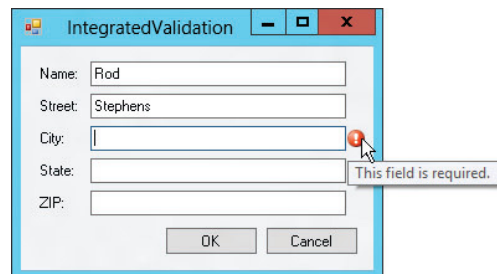 IntegratedValidation
Name: Rod
Street: Stephens
City:
This field is required.
State:
ZIP:
OK Cancel